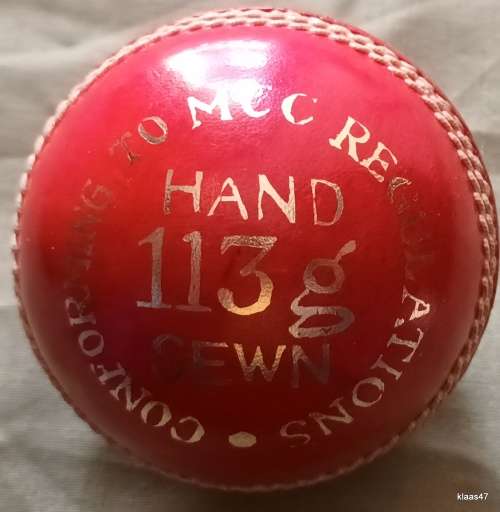 CONFORMING TO MCC REGULATIONS
HAND
113g
SEWN
klaas47